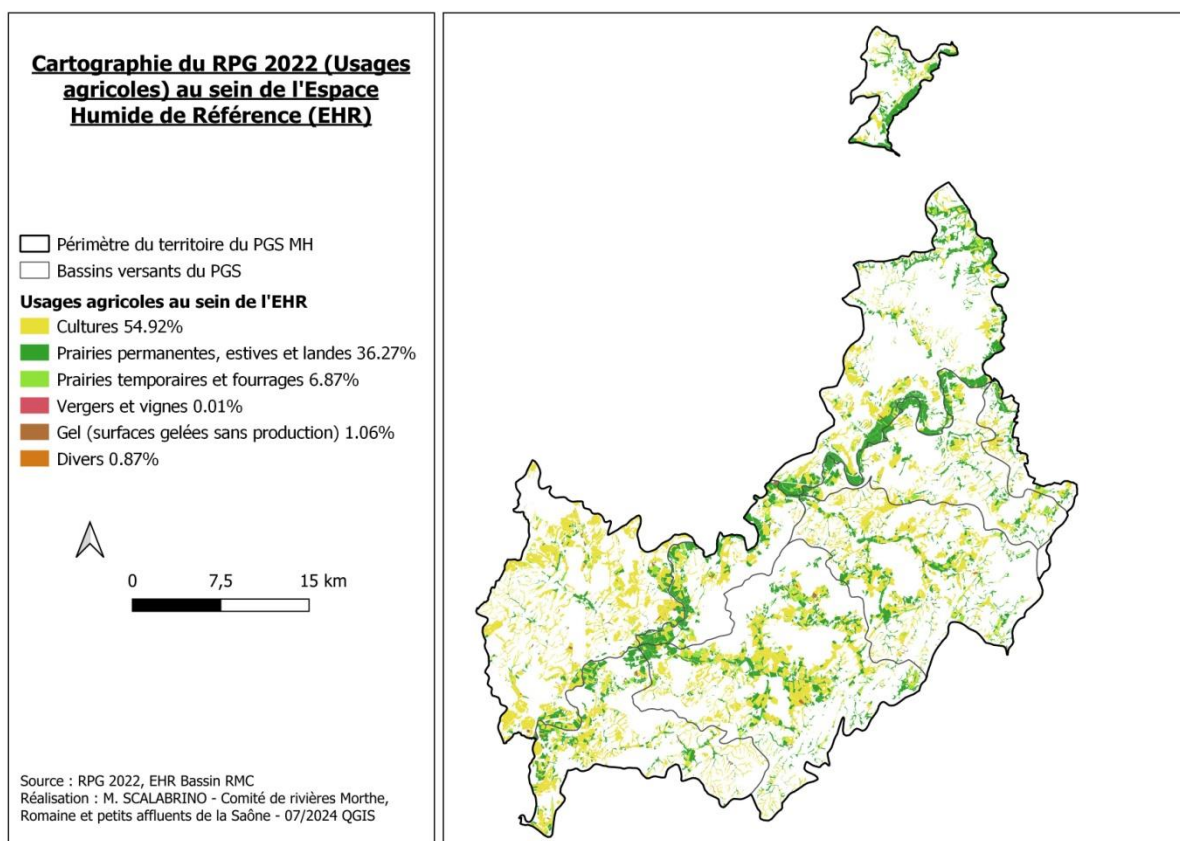 Cartographie du RPG 2022 (Usages
agricoles) au sein de l'Espace
Humide de Référence (EHR)
Périmètre du territoire du PGS MH
Bassins versants du PGS
Usages agricoles au sein de l'EHR
Cultures 54.92%
Prairies permanentes, estives et landes 36.27%
Prairies temporaires et fourrages 6.87%
Vergers et vignes 0.01%
Gel (surfaces gelées sans production) 1.06%
Divers 0.87%
0 7,5 15 km
Source : RPG 2022, EHR Bassin RMC
Réalisation : M. SCALABRINO - Comité de rivières Morthe,
Romaine et petits affluents de la Saône - 07/2024 QGIS